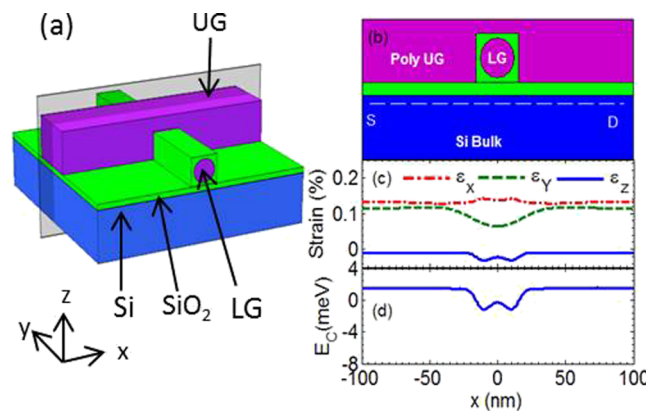 (a)
UG
Si
SiO₂
LG
z
y
x
(b)
Poly UG
LG
S
D
Si Bulk
(c)
εX
εY
εz
Strain (%)
0.2
0.1
0
4
(d)
EC(meV)
4
0
-4
-8
-100
-50
0
50
100
x (nm)